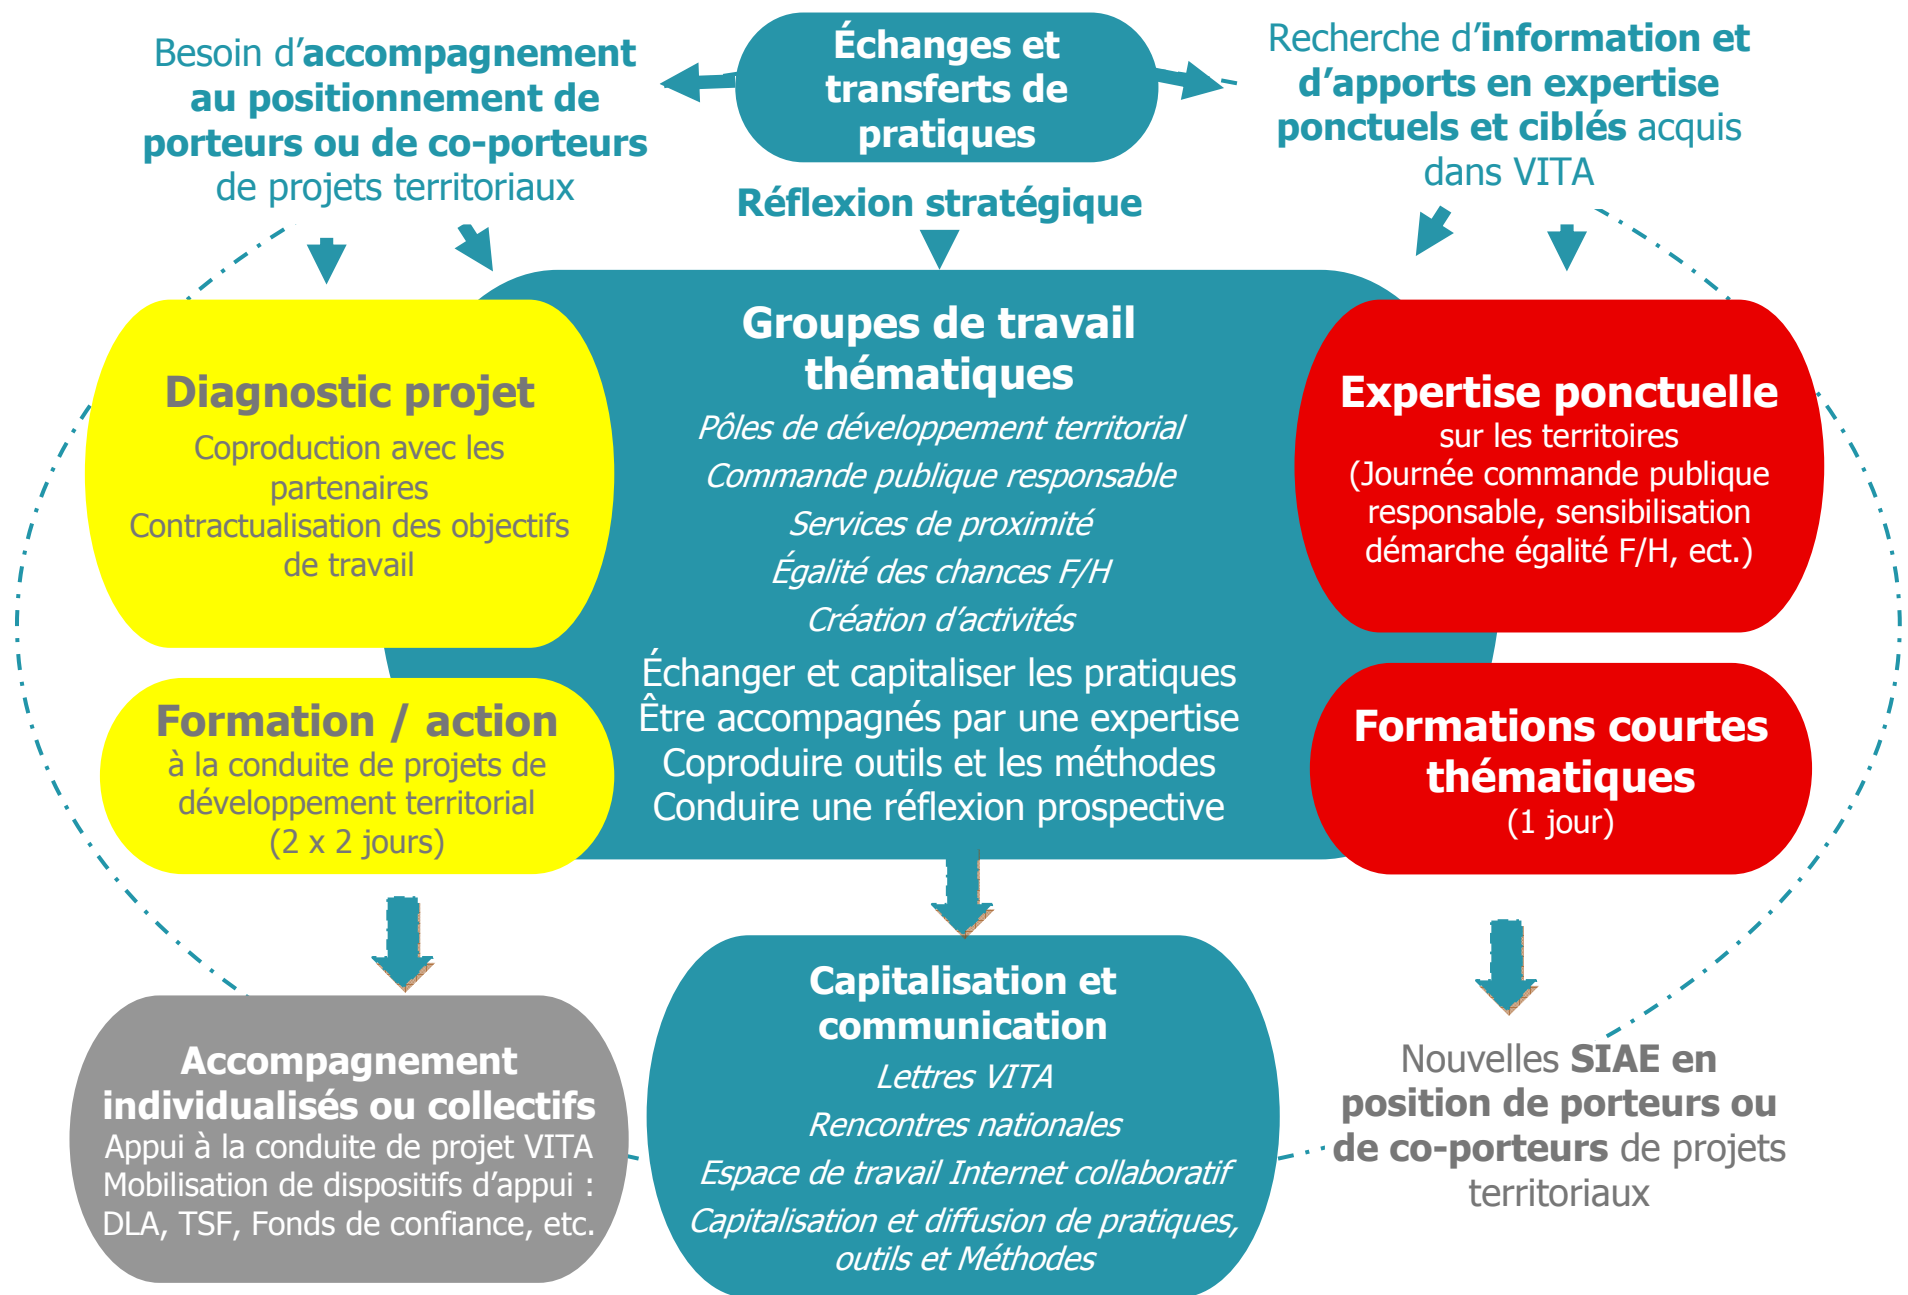 Besoin d’accompagnement
au positionnement de
porteurs ou de co-porteurs
de projets territoriaux
Échanges et
transferts de
pratiques
Recherche d’information et
d’apports en expertise
ponctuels et ciblés acquis
dans VITA
Réflexion stratégique
Diagnostic projet
Coproduction avec les
partenaires
Contractualisation des objectifs
de travail
Formation / action
à la conduite de projets de
développement territorial
(2 x 2 jours)
Groupes de travail
thématiques
Pôles de développement territorial
Commande publique responsable
Services de proximité
Égalité des chances F/H
Création d’activités
Échanger et capitaliser les pratiques
Être accompagnés par une expertise
Coproduire outils et les méthodes
Conduire une réflexion prospective
Expertise ponctuelle
sur les territoires
(Journée commande publique
responsable, sensibilisation
démarche égalité F/H, ect.)
Formations courtes
thématiques
(1 jour)
Accompagnement
individualisés ou collectifs
Appui à la conduite de projet VITA
Mobilisation de dispositifs d’appui :
DLA, TSF, Fonds de confiance, etc.
Capitalisation et
communication
Lettres VITA
Rencontres nationales
Espace de travail Internet collaboratif
Capitalisation et diffusion de pratiques,
outils et Méthodes
Nouvelles SIAE en
position de porteurs ou
de co-porteurs de projets
territoriaux